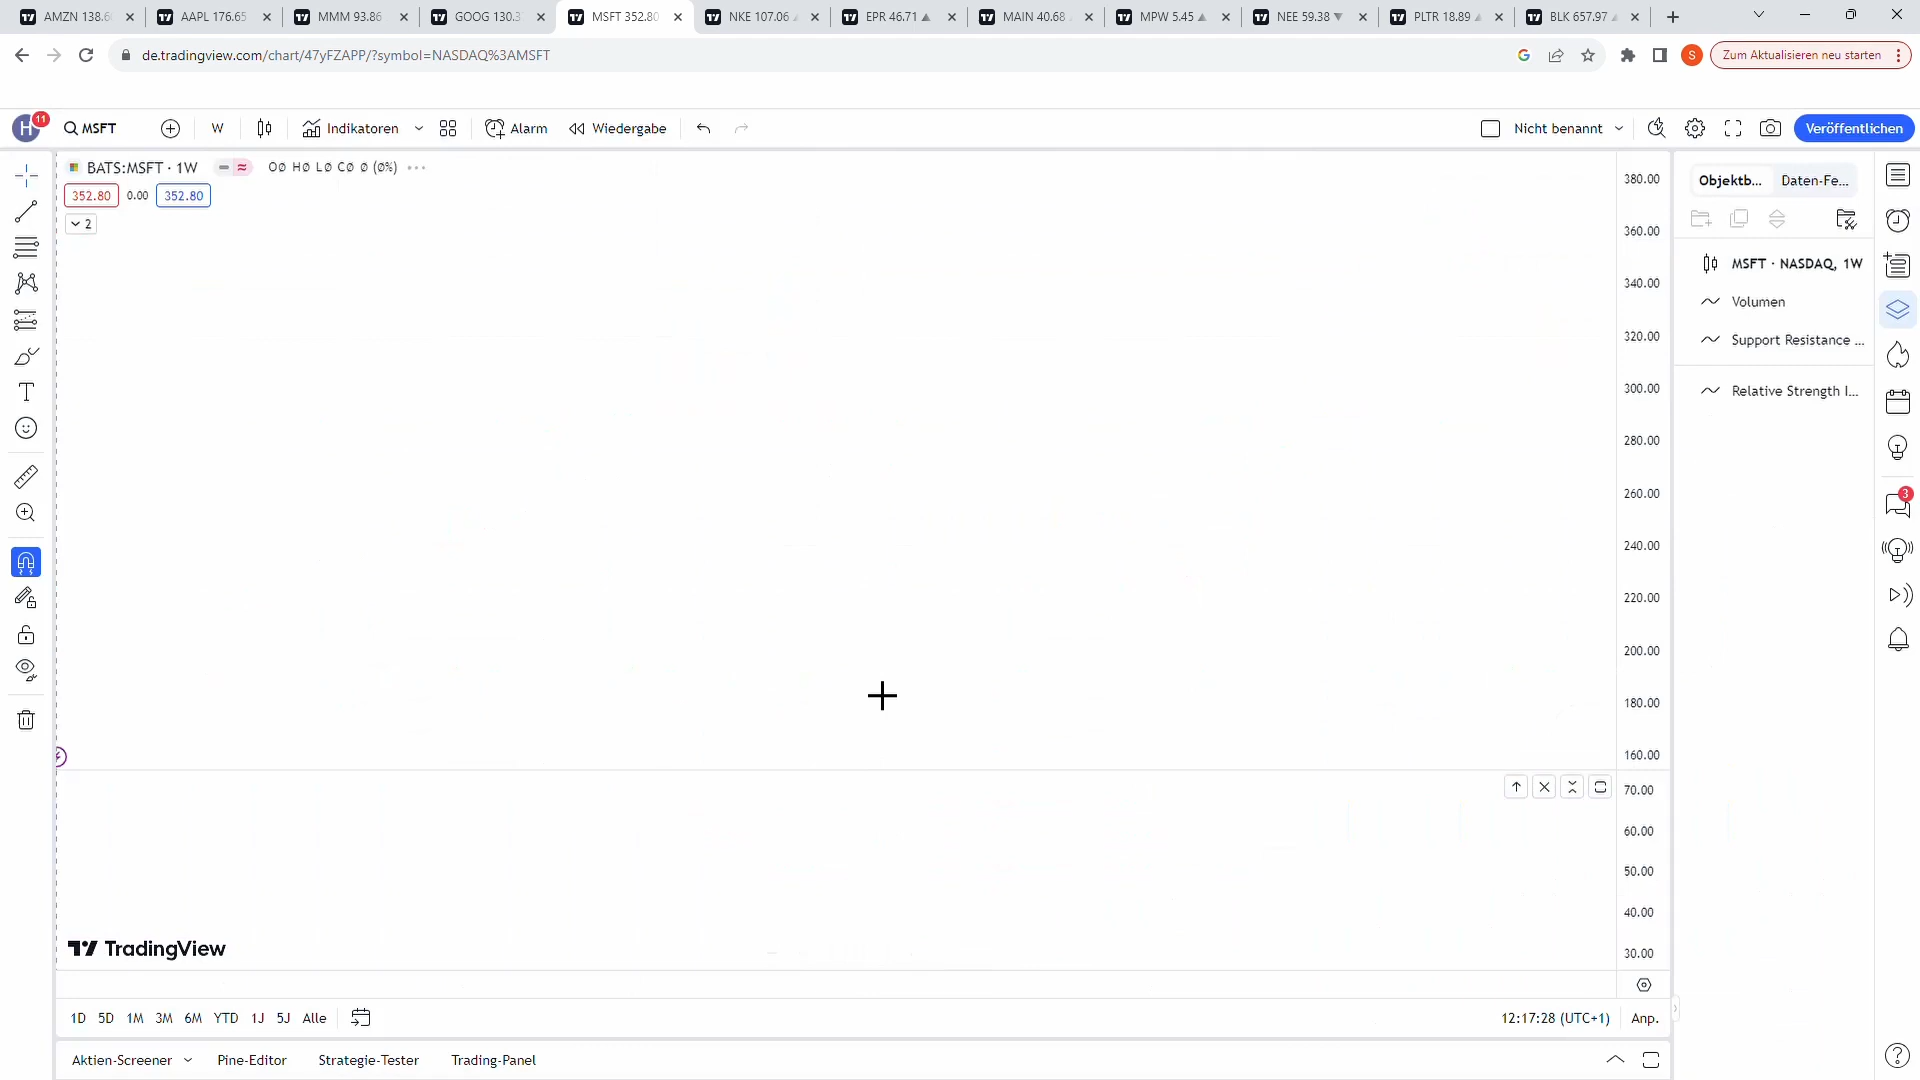 AMZN 138.6
AAPL 176.65
MMM 93.86
GOOG 130.3
MSFT 352.80
NKE 107.06
EPR 46.71 ▲
MAIN 40.68
MPW 5.45 ▲
NEE 59.38 ▼
PLTR 18.89
BLK 657.97
de.tradingview.com/chart/47yFZAPP/?symbol=NASDAQ%3AMSFT
S
Zum Aktualisieren neu starten
H
11
MSFT
W
Indikatoren
Alarm
Wiedergabe
Nicht benannt
Veröffentlichen
BATS:MSFT · 1W
O∅ H∅ L∅ C∅ ∅ (∅%)
352.80
0.00
352.80
2
380.00
360.00
340.00
320.00
300.00
280.00
260.00
240.00
220.00
200.00
180.00
160.00
70.00
60.00
50.00
40.00
30.00
Objektb...
Daten-Fe...
MSFT · NASDAQ, 1W
Volumen
Support Resistance ...
Relative Strength I...
3
TradingView
1D
5D
1M
3M
6M
YTD
1J
5J
Alle
12:17:28 (UTC+1)
Anp.
Aktien-Screener
Pine-Editor
Strategie-Tester
Trading-Panel